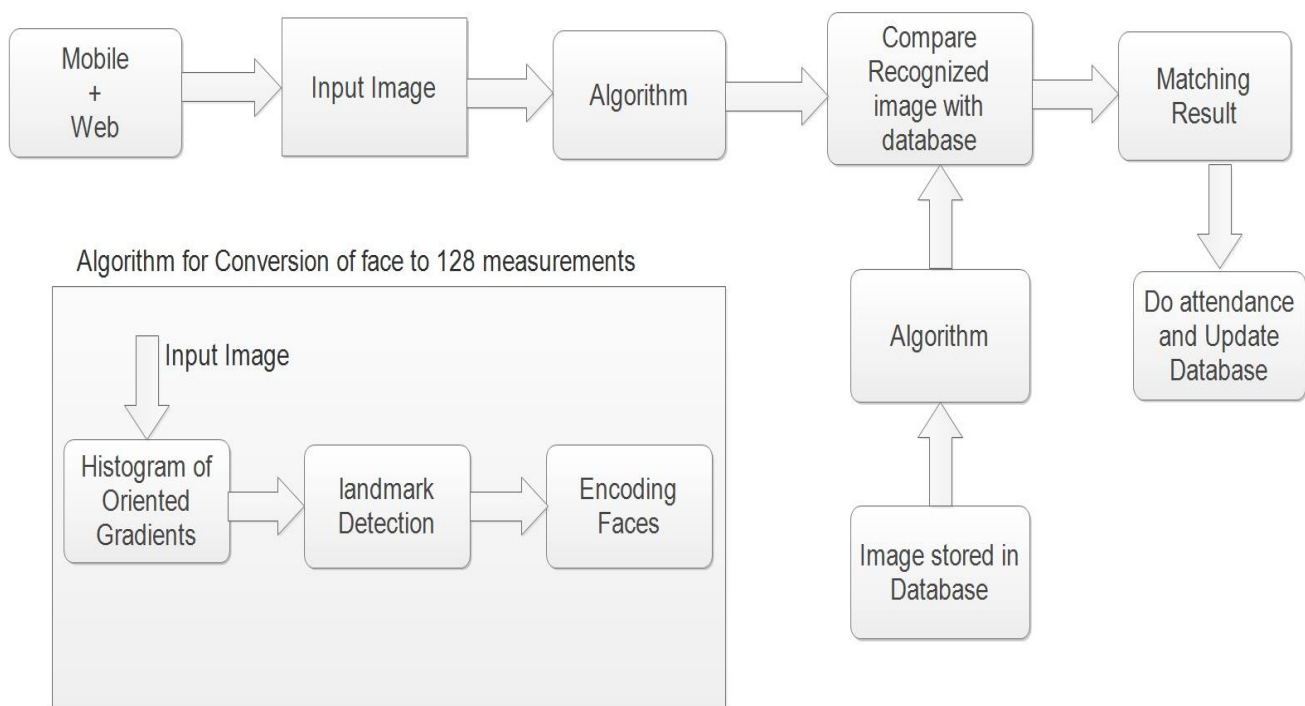 Mobile
+
Web
Input Image
Algorithm
Compare
Recognized
image with
database
Matching
Result
Algorithm for Conversion of face to 128 measurements
Input Image
Histogram of
Oriented
Gradients
landmark
Detection
Encoding
Faces
Algorithm
Image stored in
Database
Do attendance
and Update
Database